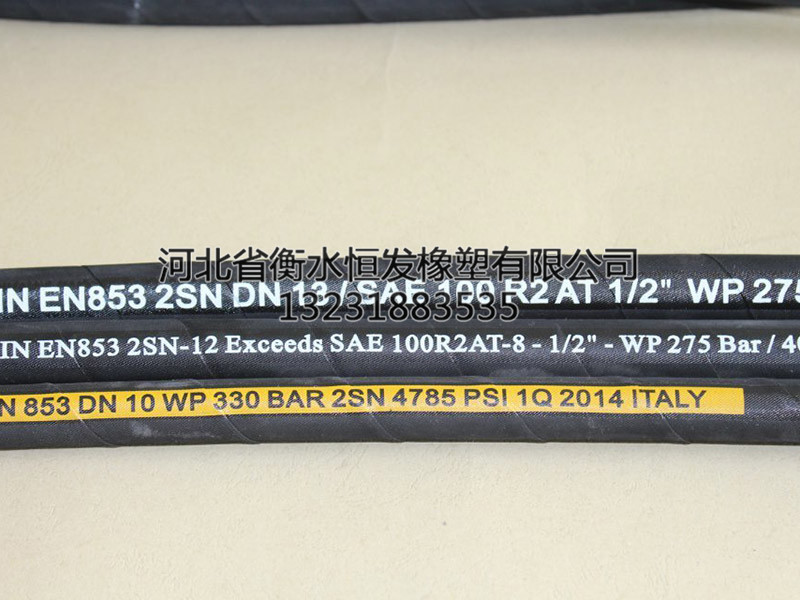 河北省衡水恒发橡塑有限公司
IN EN853 2SN DN 13 / SAE 100 R2 AT 1/2" WP 275
13231883535
IN EN853 2SN-12 Exceeds SAE 100R2AT-8 - 1/2" - WP 275 Bar / 40
N 853 DN 10 WP 330 BAR 2SN 4785 PSI 1Q 2014 ITALY